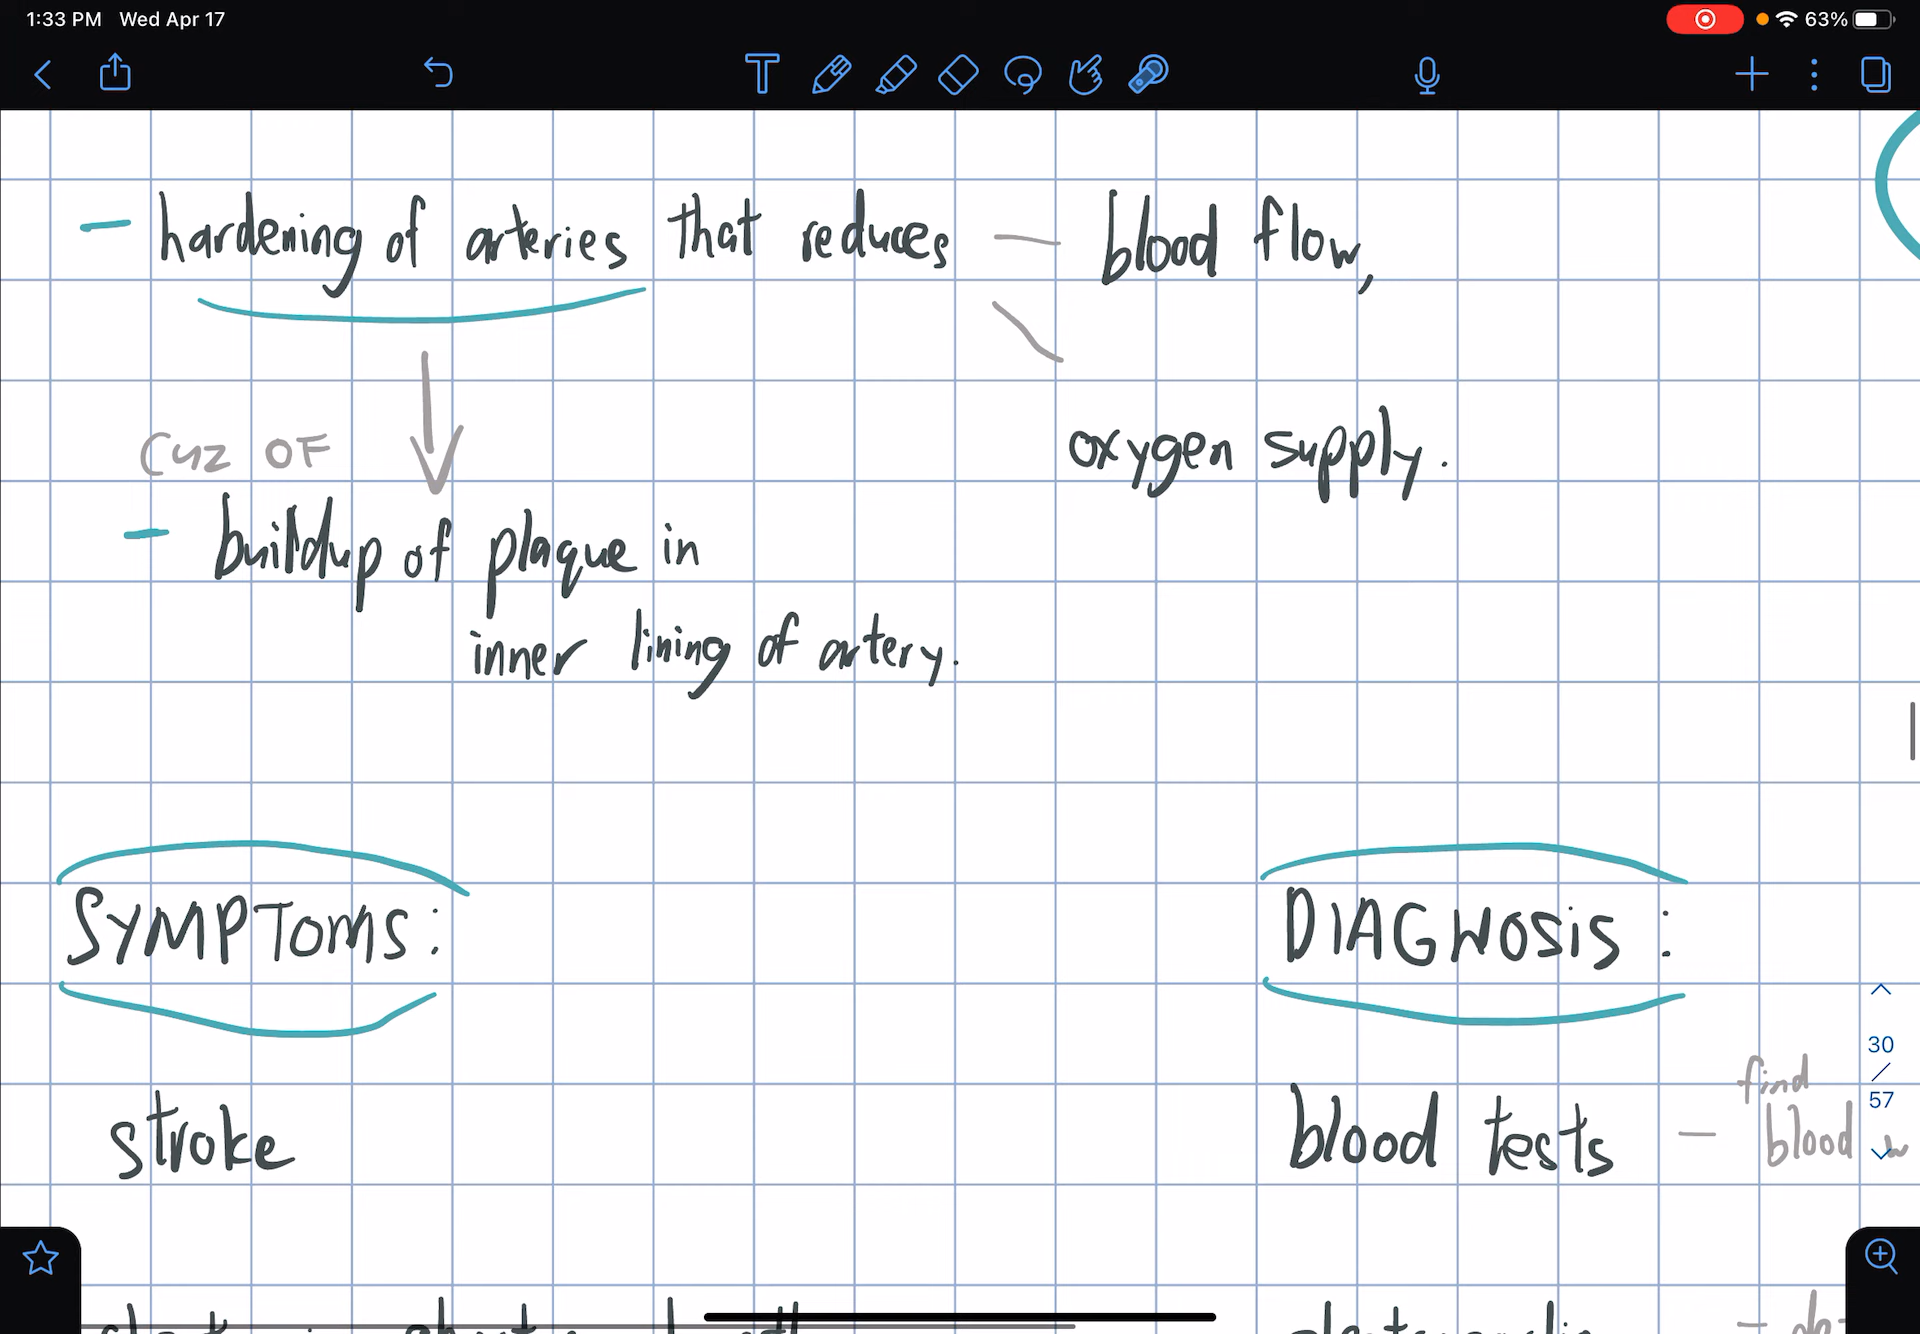 1:33 PM Wed Apr 17
63%
- hardening of arteries that reduces — blood flow,
oxygen supply.
Cuz OF
- buildup of plaque in
inner lining of artery.
SYMPTOMS:
DIAGNOSIS :
30
/
57
find
stroke
blood tests — blood